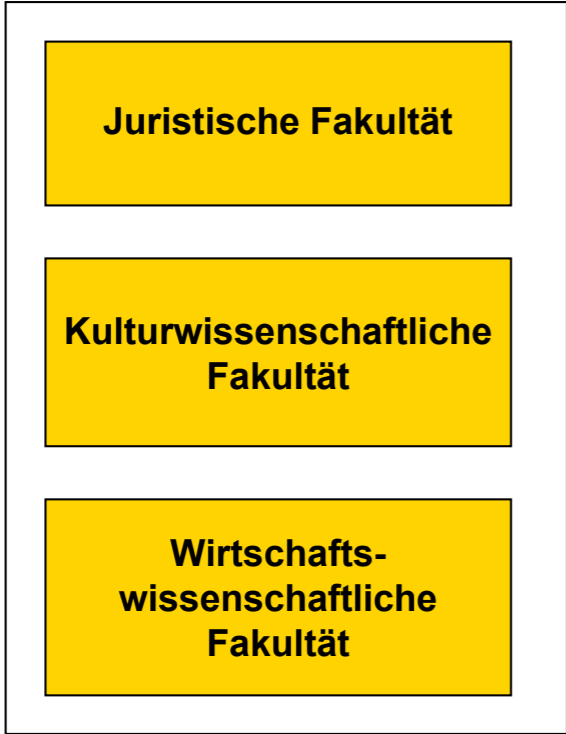 Juristische Fakultät
Kulturwissenschaftliche
Fakultät
Wirtschafts-
wissenschaftliche
Fakultät